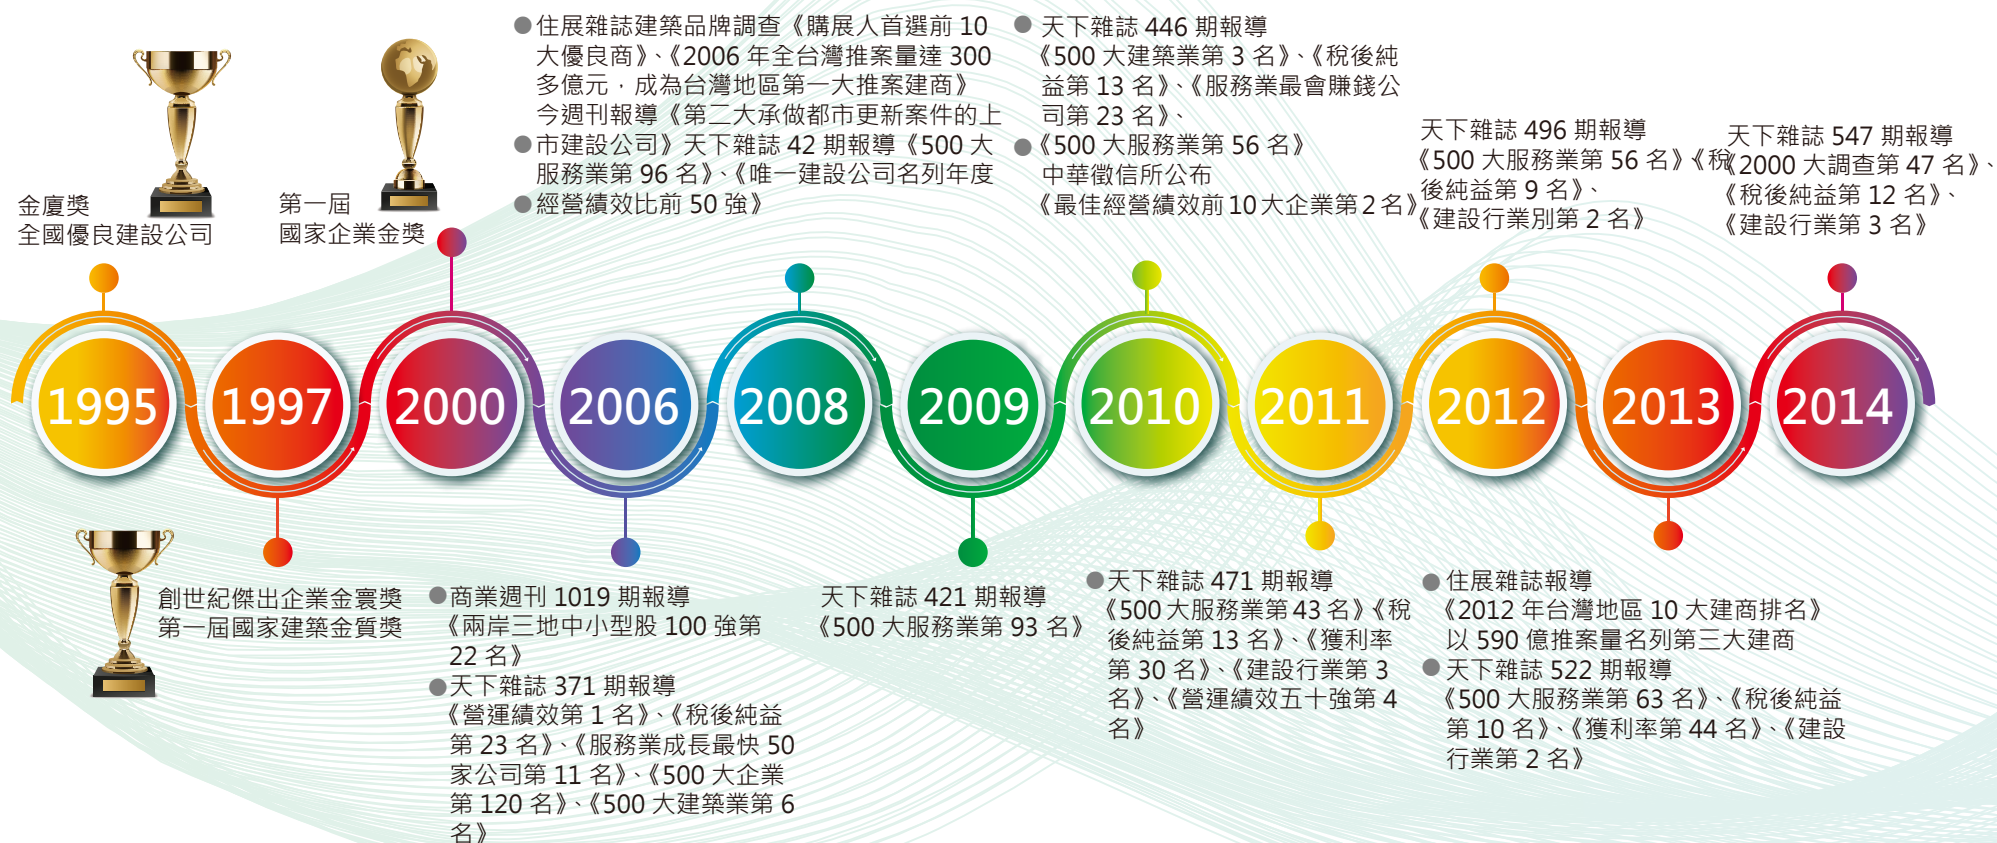 金廈獎
全國優良建設公司
第一屆
國家企業金獎
●住展雜誌建築品牌調查《購展人首選前 10
大優良商》、《2006 年全台灣推案量達 300
多億元，成為台灣地區第一大推案建商》
今週刊報導《第二大承做都市更新案件的上
●市建設公司》天下雜誌 42 期報導《500 大
服務業第 96 名》、《唯一建設公司名列年度
●經營績效比前 50 強》
● 天下雜誌 446 期報導
《500 大建築業第 3 名》、《稅後純
益第 13 名》、《服務業最會賺錢公
司第 23 名》、
●《500 大服務業第 56 名》
中華徵信所公布
《最佳經營績效前 10 大企業第 2 名》
天下雜誌 496 期報導
《500 大服務業第 56 名》《稅
後純益第 9 名》、
《建設行業別第 2 名》
天下雜誌 547 期報導
《2000 大調查第 47 名》、
《稅後純益第 12 名》、
《建設行業第 3 名》
1995
1997
2000
2006
2008
2009
2010
2011
2012
2013
2014
創世紀傑出企業金寰獎
第一屆國家建築金質獎
●商業週刊 1019 期報導
《兩岸三地中小型股 100 強第
22 名》
●天下雜誌 371 期報導
《營運績效第 1 名》、《稅後純益
第 23 名》、《服務業成長最快 50
家公司第 11 名》、《500 大企業
第 120 名》、《500 大建築業第 6
名》
天下雜誌 421 期報導
《500 大服務業第 93 名》
●天下雜誌 471 期報導
《500 大服務業第 43 名》《稅
後純益第 13 名》、《獲利率
第 30 名》、《建設行業第 3
名》、《營運績效五十強第 4
名》
● 住展雜誌報導
《2012 年台灣地區 10 大建商排名》
以 590 億推案量名列第三大建商
● 天下雜誌 522 期報導
《500 大服務業第 63 名》、《稅後純益
第 10 名》、《獲利率第 44 名》、《建設
行業第 2 名》